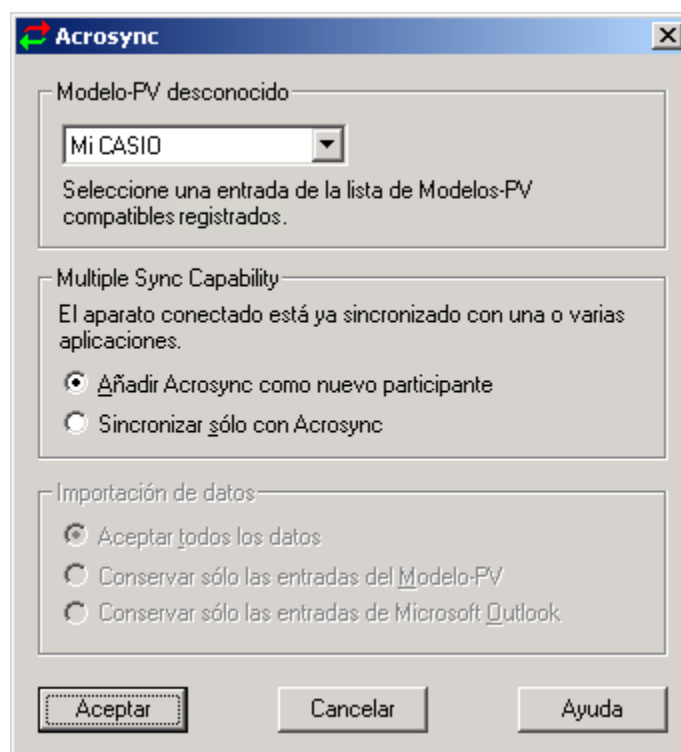 Acrosync
Modelo-PV desconocido
Mi CASIO
Seleccione una entrada de la lista de Modelos-PV
compatibles registrados.
Multiple Sync Capability
El aparato conectado está ya sincronizado con una o varias
aplicaciones.
Añadir Acrosync como nuevo participante
Sincronizar sólo con Acrosync
Importación de datos
Aceptar todos los datos
Conservar sólo las entradas del Modelo-PV
Conservar sólo las entradas de Microsoft Outlook
Aceptar Cancelar Ayuda